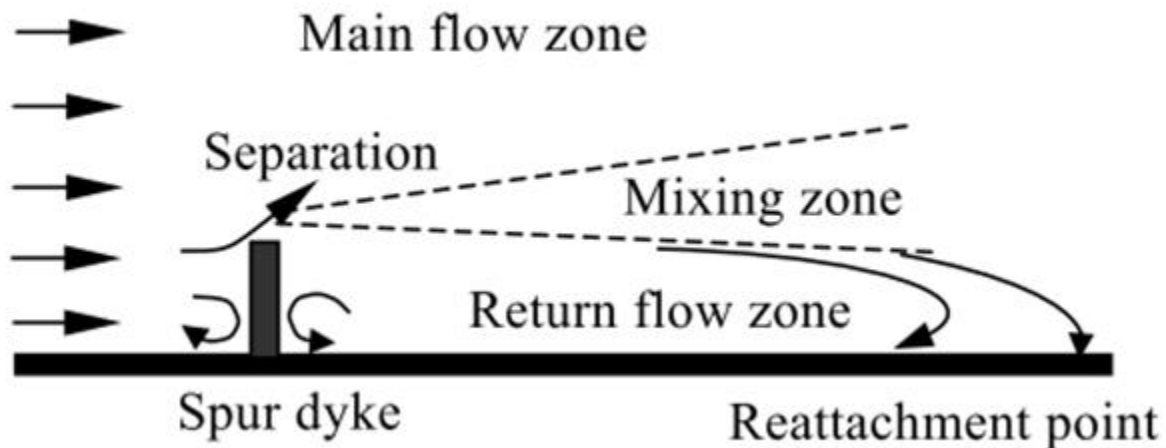 Main flow zone
Separation
Mixing zone
Return flow zone
Spur dyke
Reattachment point